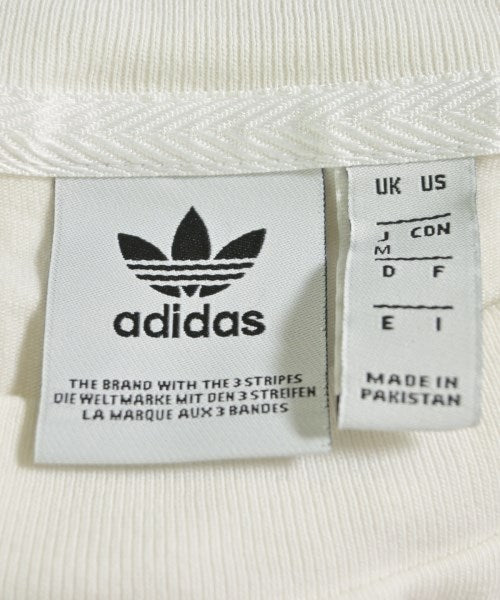 adidas
THE BRAND WITH THE 3 STRIPES
DIE WELTMARKE MIT DEN 3 STREIFEN
LA MARQUE AUX 3 BANDES
UK US
J CDN
M
D F
E I
MADE IN
PAKISTAN